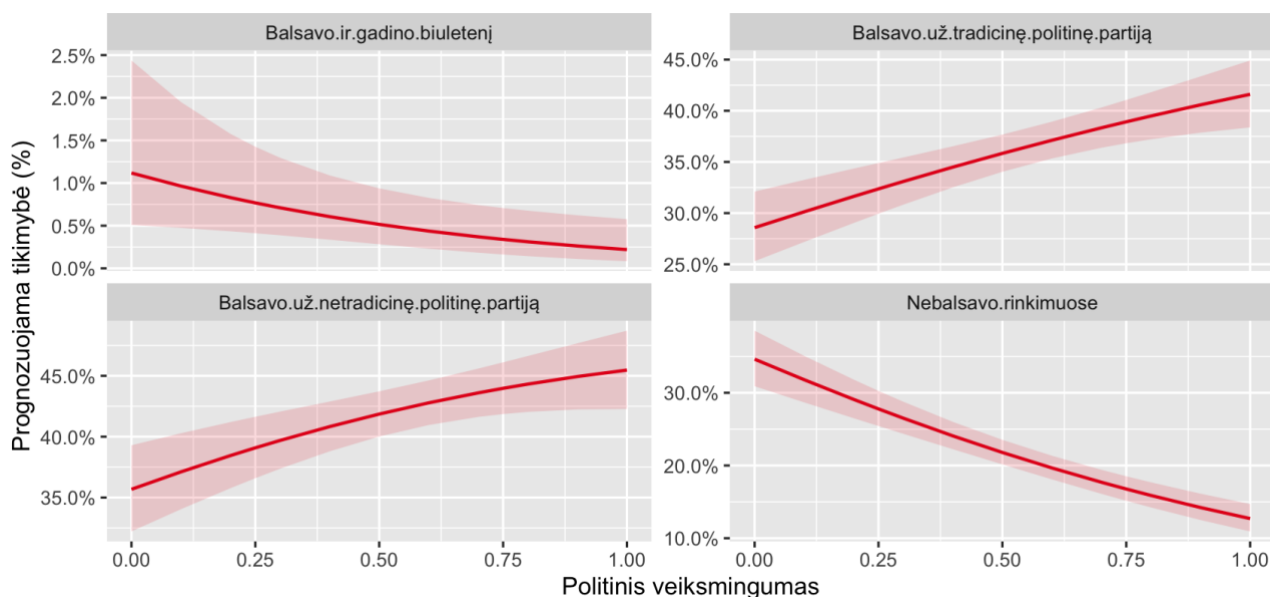 Balsavo.ir.gadino.biuletenį
Balsavo.už.tradicinę.politinę.partiją
2.5%
2.0%
1.5%
1.0%
0.5%
0.0%
45.0%
40.0%
35.0%
30.0%
25.0%
Balsavo.už.netradicinę.politinę.partiją
Nebalsavo.rinkimuose
45.0%
40.0%
35.0%
30.0%
20.0%
10.0%
0.00 0.25 0.50 0.75 1.00
0.00 0.25 0.50 0.75 1.00
Prognozuojama tikimybė (%)
Politinis veiksmingumas